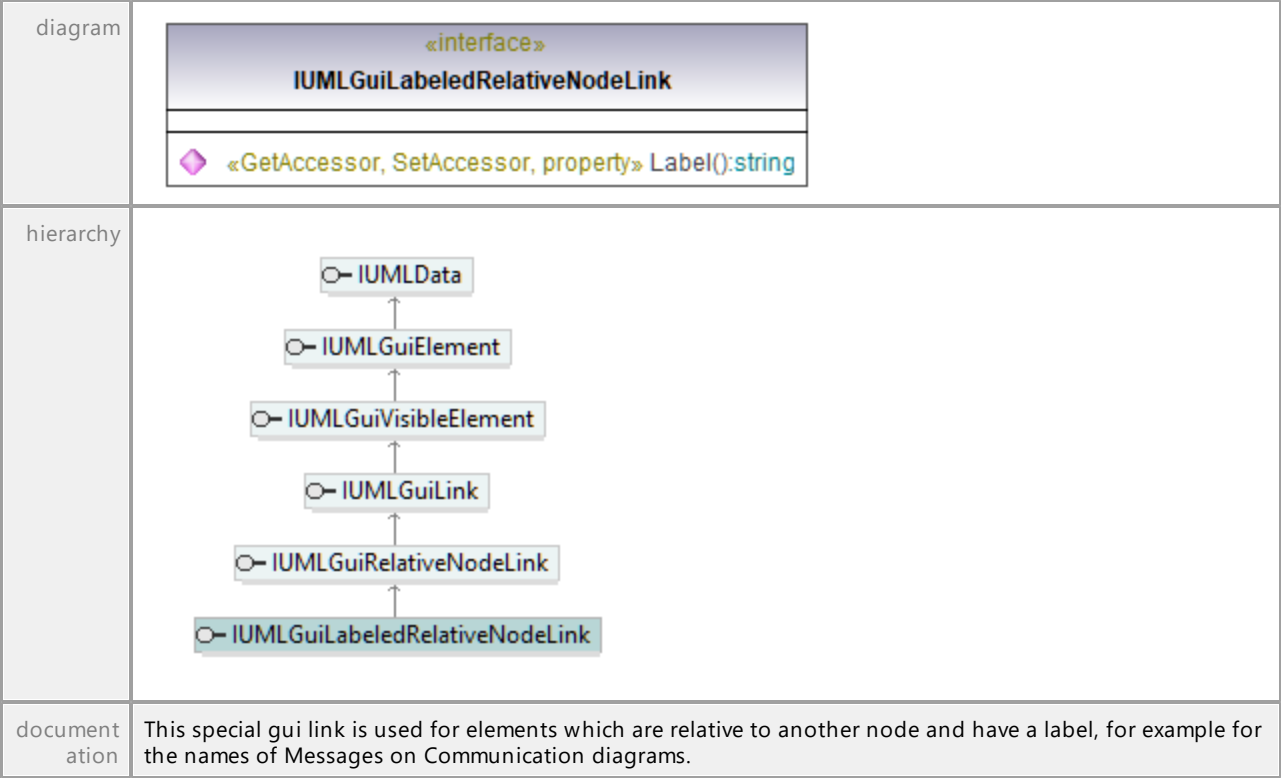 diagram
«interface»
IUMLGuiLabeledRelativeNodeLink
«GetAccessor, SetAccessor, property» Label():string
hierarchy
IUMLData
IUMLGuiElement
IUMLGuiVisibleElement
IUMLGuiLink
IUMLGuiRelativeNodeLink
IUMLGuiLabeledRelativeNodeLink
document
ation
This special gui link is used for elements which are relative to another node and have a label, for example for
the names of Messages on Communication diagrams.